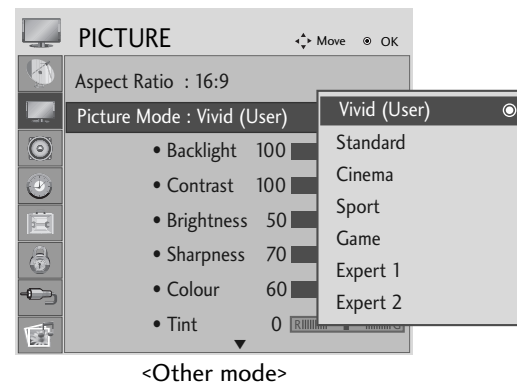 PICTURE
Move OK
Aspect Ratio : 16:9
Picture Mode : Vivid (User)
• Backlight 100
• Contrast 100
• Brightness 50
• Sharpness 70
• Colour 60
• Tint 0 R G
Vivid (User)
Standard
Cinema
Sport
Game
Expert 1
Expert 2
<Other mode>